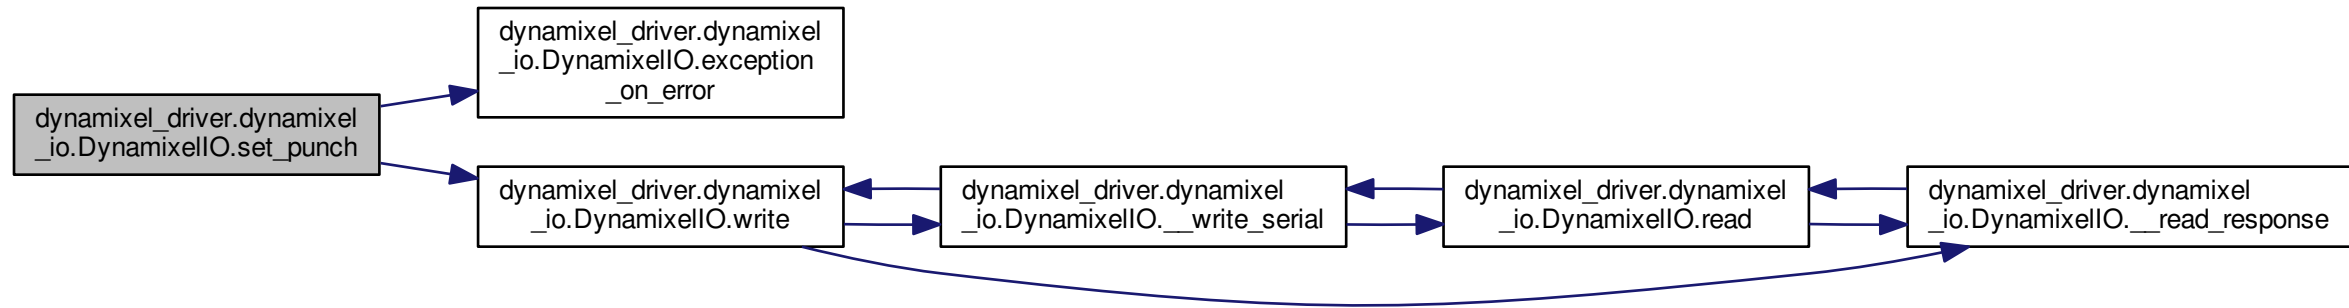 dynamixel_driver.dynamixel
_io.DynamixelIO.exception
_on_error
dynamixel_driver.dynamixel
_io.DynamixelIO.set_punch
dynamixel_driver.dynamixel
_io.DynamixelIO.write
dynamixel_driver.dynamixel
_io.DynamixelIO.__write_serial
dynamixel_driver.dynamixel
_io.DynamixelIO.read
dynamixel_driver.dynamixel
_io.DynamixelIO.__read_response